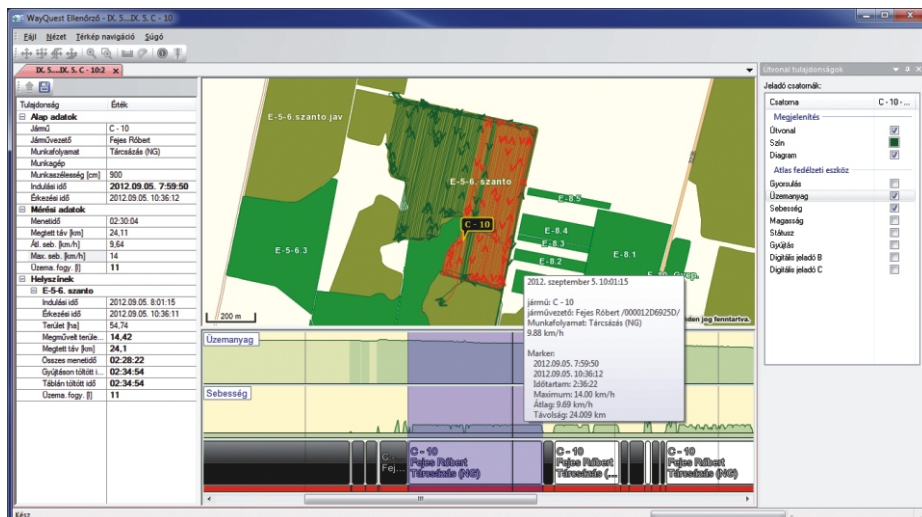 WayQuest Ellenőrző - IX. 5....IX. 5. C - 10
Fájl Nézet Térkép navigáció Súgó
IX. 5....IX. 5. C - 10:2 x
Tulajdonság Érték
Alap adatok
Jármű C - 10
Járművezető Fejes Róbert
Munkafolyamat Tárcsázás (NG)
Munkagép
Munkaszélesség [cm] 900
Indulási idő 2012.09.05. 7:59:50
Érkezési idő 2012.09.05. 10:36:12
Mérési adatok
Menetidő 02:30:04
Megtett táv [km] 24,11
Átl. seb. [km/h] 9,64
Max. seb. [km/h] 14
Üzema. fogy. [l] 11
Helyszínek
E-5-6. szanto
Indulási idő 2012.09.05. 8:01:15
Érkezési idő 2012.09.05. 10:36:11
Terület [ha] 54,74
Megművelt terüle... 14,42
Megtett táv [km] 24,1
Összes menetidő 02:28:22
Gyújtáson töltött i... 02:34:54
Táblán töltött idő 02:34:54
Üzema. fogy. [l] 11
E-5-6.szanto.jav
E-5-6. szanto
C - 10
E-5-6.3
E-8.5
E-8.4
E-8.3
E-8.2
E-8.1
200 m
nden jog fenntartva.
2012. szeptember 5. 10:01:15
jármű: C - 10
járművezető: Fejes Róbert /000012D6925D/
Munkafolyamat: Tárcsázás (NG)
9.88 km/h
Marker:
2012.09.05. 7:59:50
2012.09.05. 10:36:12
Időtartam: 2:36:22
Maximum: 14.00 km/h
Átlag: 9.69 km/h
Távolság: 24.009 km
Üzemanyag
Sebesség
C -
Fej...
C - 10
Fejes Róbert
Tárcsázás (NG)
C - 10
Fejes Róbert
Tárcsázás (...
C - 10
Fejes Róbert
Tárcsázás (NG)
Útvonal tulajdonságok
Jeladó csatornák:
Csatorna C - 10 - ...
Megjelenítés
Útvonal
Szín
Diagram
Atlas fedélzeti eszköz
Gyorsulás
Üzemanyag
Sebesség
Magasság
Státusz
Gyújtás
Digitális jeladó B
Digitális jeladó C
Kész